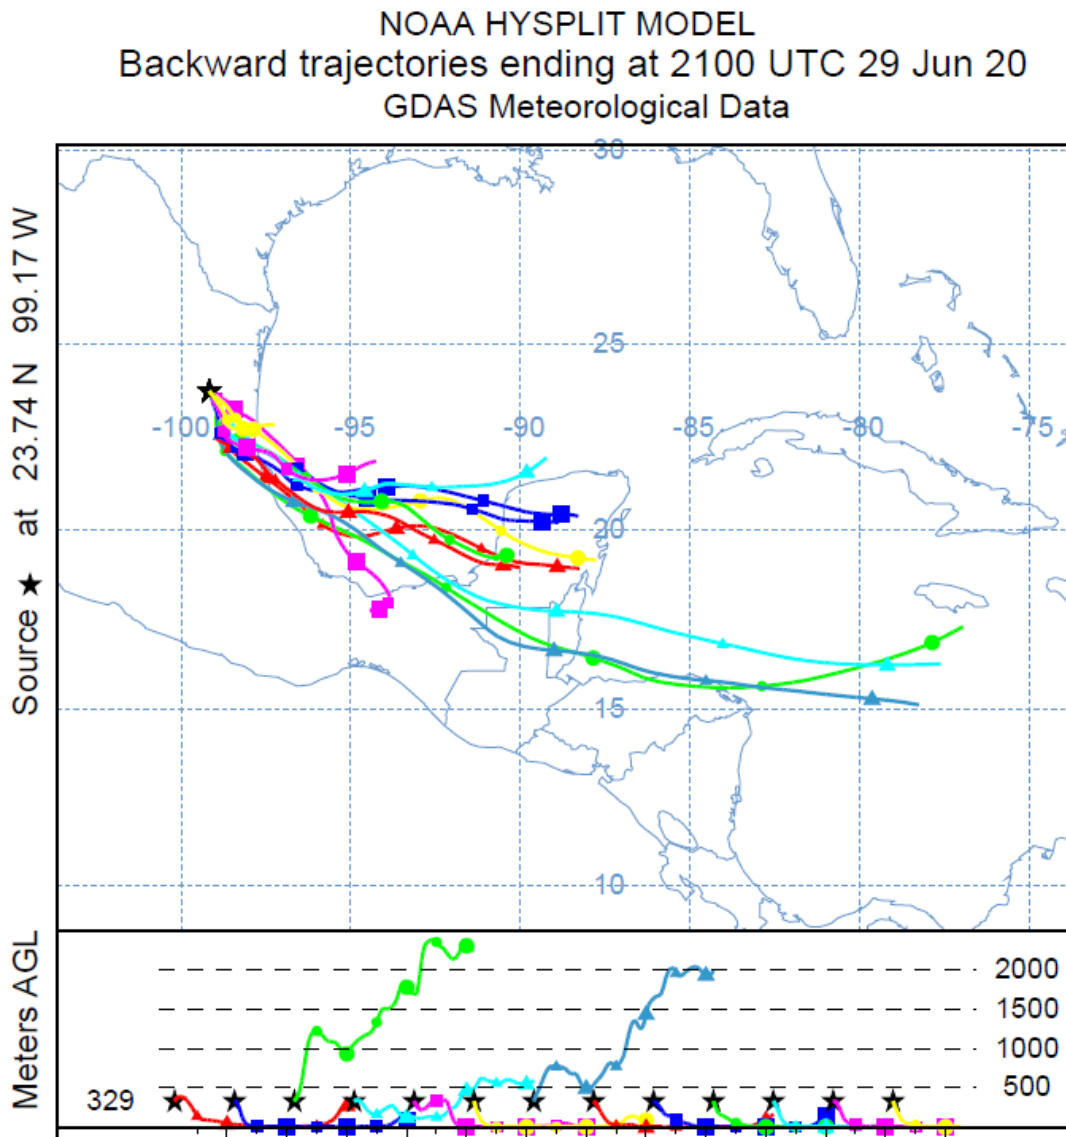 NOAA HYSPLIT MODEL
Backward trajectories ending at 2100 UTC 29 Jun 20
GDAS Meteorological Data
Source ★ at 23.74 N 99.17 W
30
25
-100 -95 -90 -85 -80 -75
20
15
10
Meters AGL
2000
1500
1000
500
329